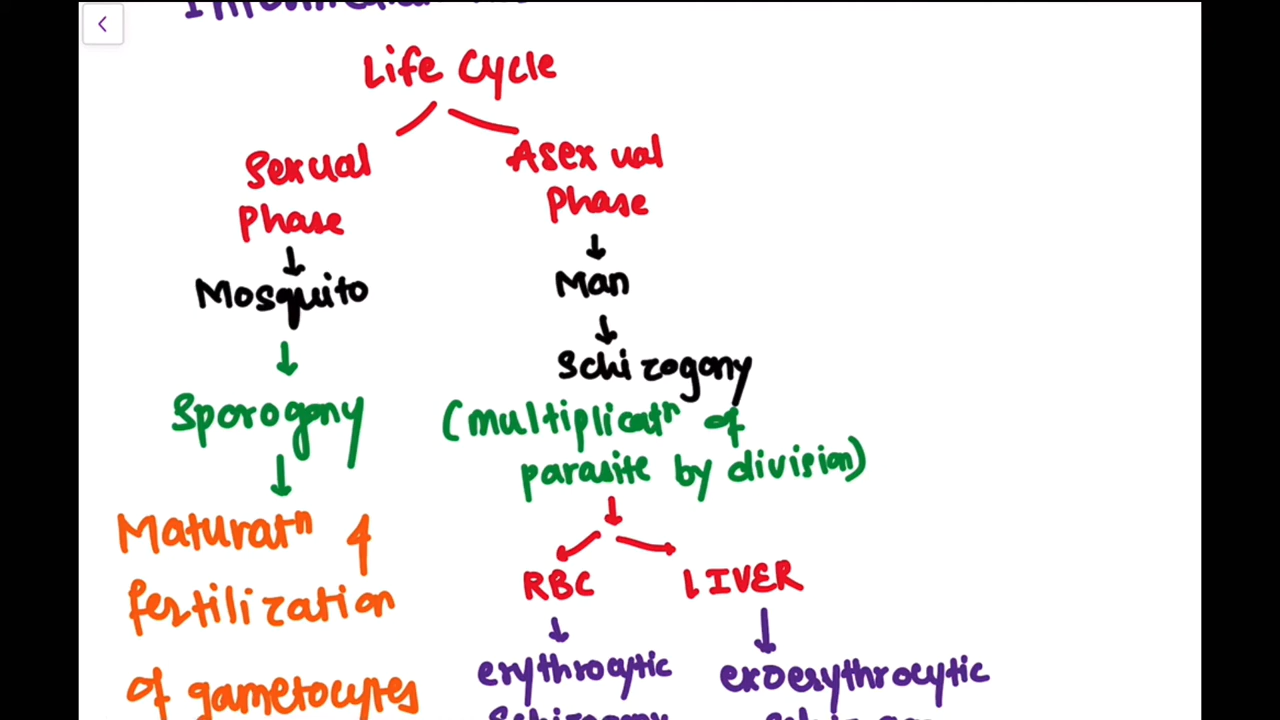 Life Cycle
Sexual Phase
Asexual Phase
Mosquito
Man
Schizogony
Sporogony
(multiplicatⁿ of
parasite by division)
Maturatⁿ &
fertilization
of gametocytes
RBC
LIVER
erythrocytic
exoerythrocytic
Schizogony